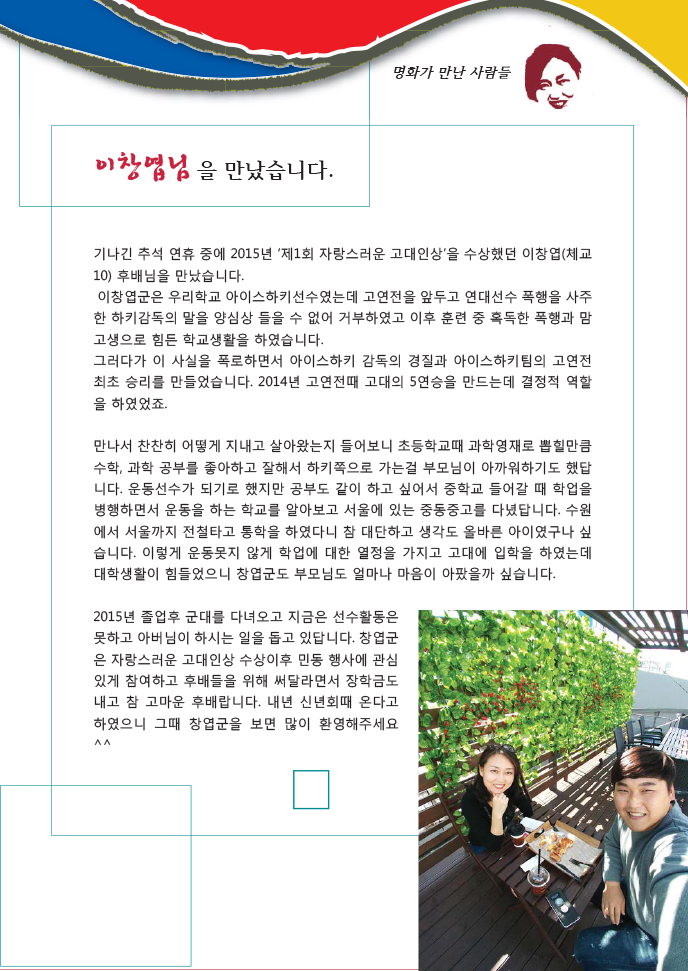 명화가 만난 사람들
이창엽님 을 만났습니다.
기나긴 추석 연휴 중에 2015년 '제1회 자랑스러운 고대인상'을 수상했던 이창엽(체교
10) 후배님을 만났습니다.
이창엽군은 우리학교 아이스하키선수였는데 고연전을 앞두고 연대선수 폭행을 사주
한 하키감독의 말을 양심상 들을 수 없어 거부하였고 이후 훈련 중 혹독한 폭행과 맘
고생으로 힘든 학교생활을 하였습니다.
그러다가 이 사실을 폭로하면서 아이스하키 감독의 경질과 아이스하키팀의 고연전
최초 승리를 만들었습니다. 2014년 고연전때 고대의 5연승을 만드는데 결정적 역할
을 하였었죠.
만나서 찬찬히 어떻게 지내고 살아왔는지 들어보니 초등학교때 과학영재로 뽑힐만큼
수학, 과학 공부를 좋아하고 잘해서 하키쪽으로 가는걸 부모님이 아까워하기도 했답
니다. 운동선수가 되기로 했지만 공부도 같이 하고 싶어서 중학교 들어갈 때 학업을
병행하면서 운동을 하는 학교를 알아보고 서울에 있는 중동중고를 다녔답니다. 수원
에서 서울까지 전철타고 통학을 하였다니 참 대단하고 생각도 올바른 아이였구나 싶
습니다. 이렇게 운동못지 않게 학업에 대한 열정을 가지고 고대에 입학을 하였는데
대학생활이 힘들었으니 창엽군도 부모님도 얼마나 마음이 아팠을까 싶습니다.
2015년 졸업후 군대를 다녀오고 지금은 선수활동은
못하고 아버님이 하시는 일을 돕고 있답니다. 창엽군
은 자랑스러운 고대인상 수상이후 민동 행사에 관심
있게 참여하고 후배들을 위해 써달라면서 장학금도
내고 참 고마운 후배랍니다. 내년 신년회때 온다고
하였으니 그때 창엽군을 보면 많이 환영해주세요
^^